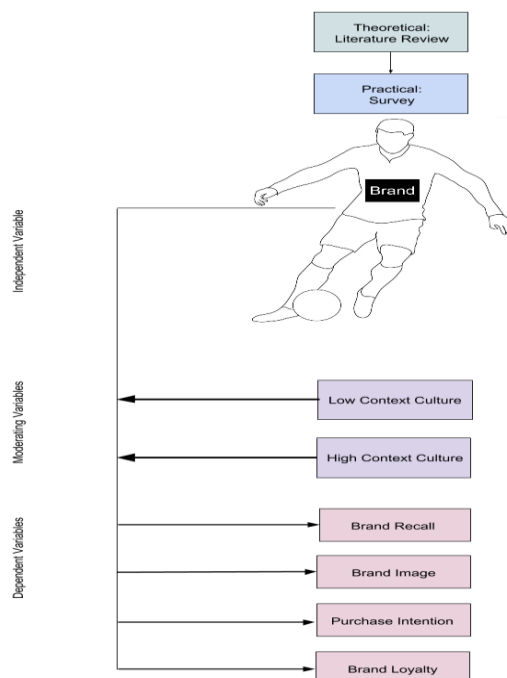 Theoretical:
Literature Review
Practical:
Survey
Brand
Independent Variable
Low Context Culture
Moderating Variables
High Context Culture
Brand Recall
Dependent Variables
Brand Image
Purchase Intention
Brand Loyalty